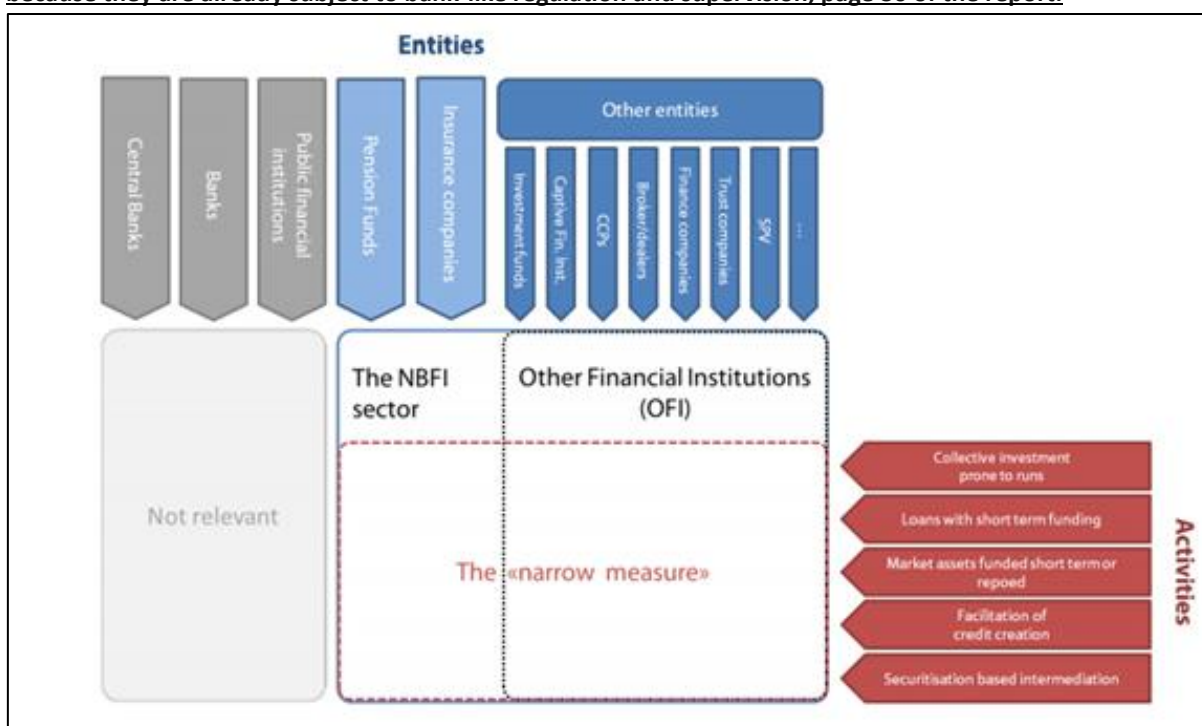 because they are already subject to bank-like regulation and supervision, page 80 of the report.
Entities
Central Banks
Banks
Public financial
institutions
Pension Funds
Insurance companies
Other entities
Investment funds
Captive Fin. Inst.
CCPs
Broker/dealers
Finance companies
Trust companies
SPV
...
Not relevant
The NBFI
sector
Other Financial Institutions
(OFI)
The «narrow measure»
Collective investment
prone to runs
Loans with short term funding
Market assets funded short term or
repoed
Facilitation of
credit creation
Securitisation based intermediation
Activities